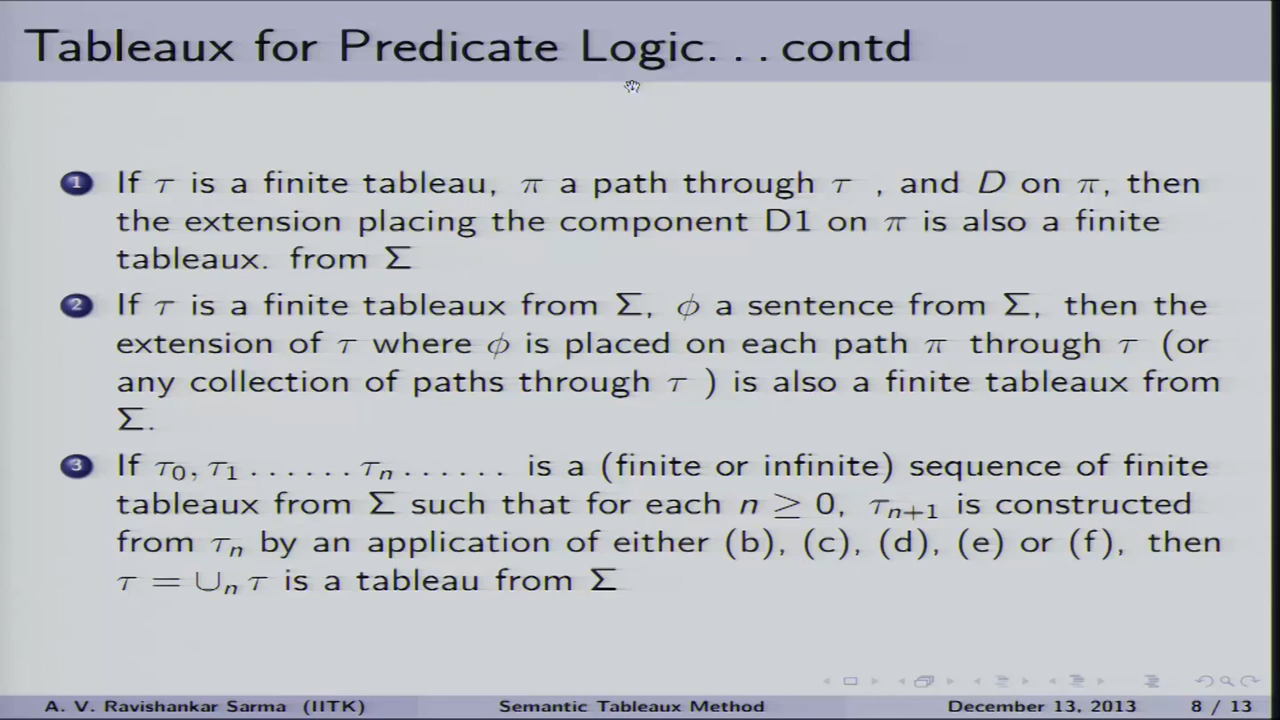 Tableaux for Predicate Logic. . . contd
1 If τ is a finite tableau, π a path through τ , and D on π, then
the extension placing the component D1 on π is also a finite
tableaux. from Σ
2 If τ is a finite tableaux from Σ, ϕ a sentence from Σ, then the
extension of τ where ϕ is placed on each path π through τ (or
any collection of paths through τ ) is also a finite tableaux from
Σ.
3 If τ₀, τ₁ . . . . . . τₙ . . . . . . is a (finite or infinite) sequence of finite
tableaux from Σ such that for each n ≥ 0, τₙ₊₁ is constructed
from τₙ by an application of either (b), (c), (d), (e) or (f), then
τ = ∪ₙ τ is a tableau from Σ
A. V. Ravishankar Sarma (IITK) Semantic Tableaux Method December 13, 2013 8 / 13